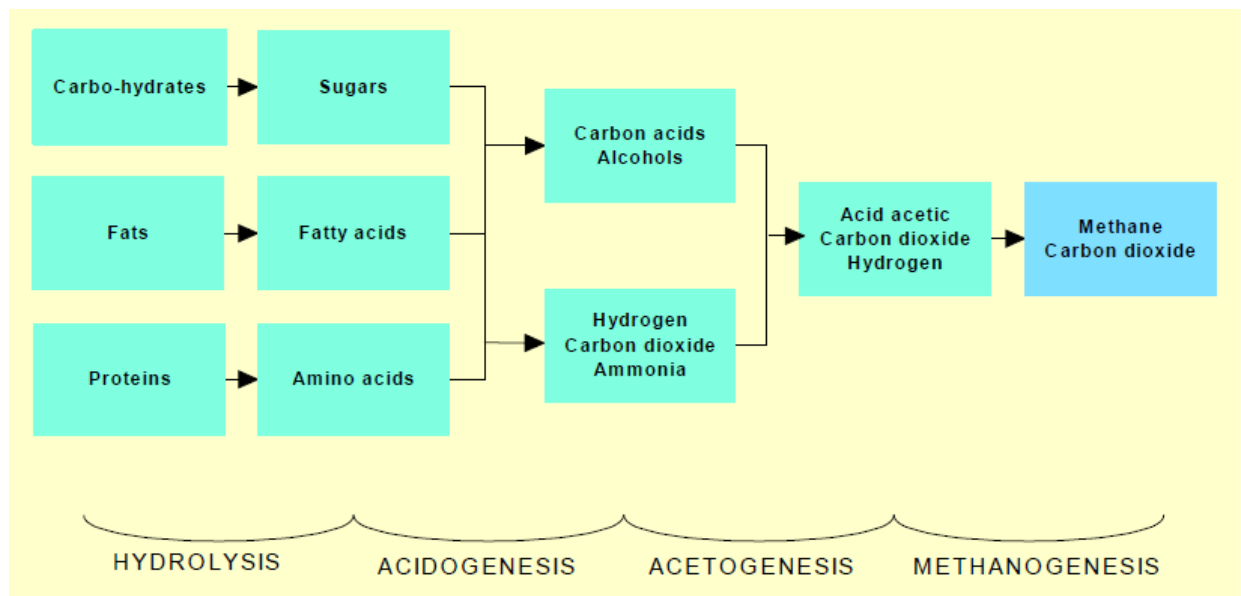 Carbo-hydrates
Sugars
Carbon acids
Alcohols
Fats
Fatty acids
Acid acetic
Carbon dioxide
Hydrogen
Methane
Carbon dioxide
Hydrogen
Carbon dioxide
Ammonia
Proteins
Amino acids
HYDROLYSIS
ACIDOGENESIS
ACETOGENESIS
METHANOGENESIS